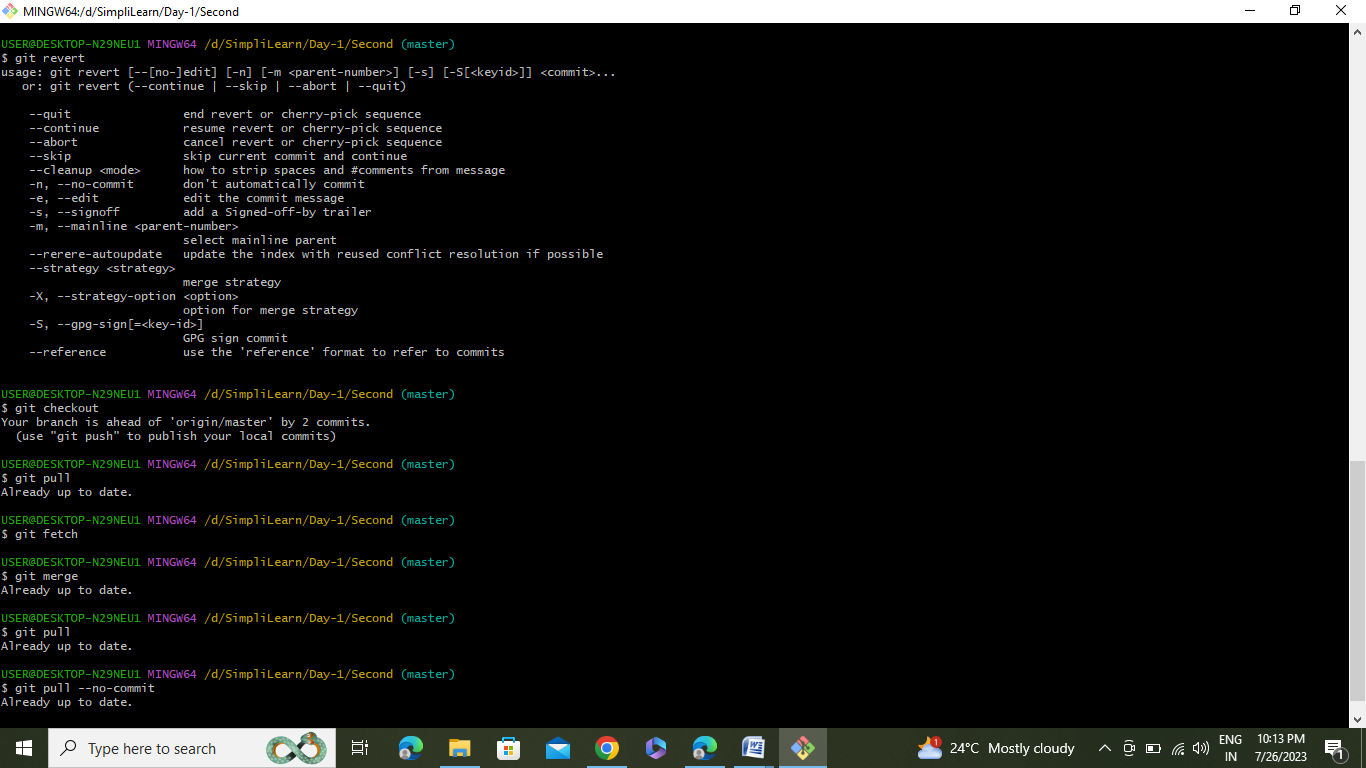 MINGW64:/d/SimpliLearn/Day-1/Second
USER@DESKTOP-N29NEU1 MINGW64 /d/SimpliLearn/Day-1/Second (master)
$ git revert
usage: git revert [--[no-]edit] [-n] [-m <parent-number>] [-s] [-S[<keyid>]] <commit>...
   or: git revert (--continue | --skip | --abort | --quit)
    --quit                end revert or cherry-pick sequence
    --continue            resume revert or cherry-pick sequence
    --abort               cancel revert or cherry-pick sequence
    --skip                skip current commit and continue
    --cleanup <mode>      how to strip spaces and #comments from message
    -n, --no-commit       don't automatically commit
    -e, --edit            edit the commit message
    -s, --signoff         add a Signed-off-by trailer
    -m, --mainline <parent-number>
                          select mainline parent
    --rerere-autoupdate   update the index with reused conflict resolution if possible
    --strategy <strategy>
                          merge strategy
    -X, --strategy-option <option>
                          option for merge strategy
    -S, --gpg-sign[=<key-id>]
                          GPG sign commit
    --reference           use the 'reference' format to refer to commits
USER@DESKTOP-N29NEU1 MINGW64 /d/SimpliLearn/Day-1/Second (master)
$ git checkout
Your branch is ahead of 'origin/master' by 2 commits.
  (use "git push" to publish your local commits)
USER@DESKTOP-N29NEU1 MINGW64 /d/SimpliLearn/Day-1/Second (master)
$ git pull
Already up to date.
USER@DESKTOP-N29NEU1 MINGW64 /d/SimpliLearn/Day-1/Second (master)
$ git fetch
USER@DESKTOP-N29NEU1 MINGW64 /d/SimpliLearn/Day-1/Second (master)
$ git merge
Already up to date.
USER@DESKTOP-N29NEU1 MINGW64 /d/SimpliLearn/Day-1/Second (master)
$ git pull
Already up to date.
USER@DESKTOP-N29NEU1 MINGW64 /d/SimpliLearn/Day-1/Second (master)
$ git pull --no-commit
Already up to date.
Type here to search
1
24°C Mostly cloudy
ENG
IN
10:13 PM
7/26/2023
1